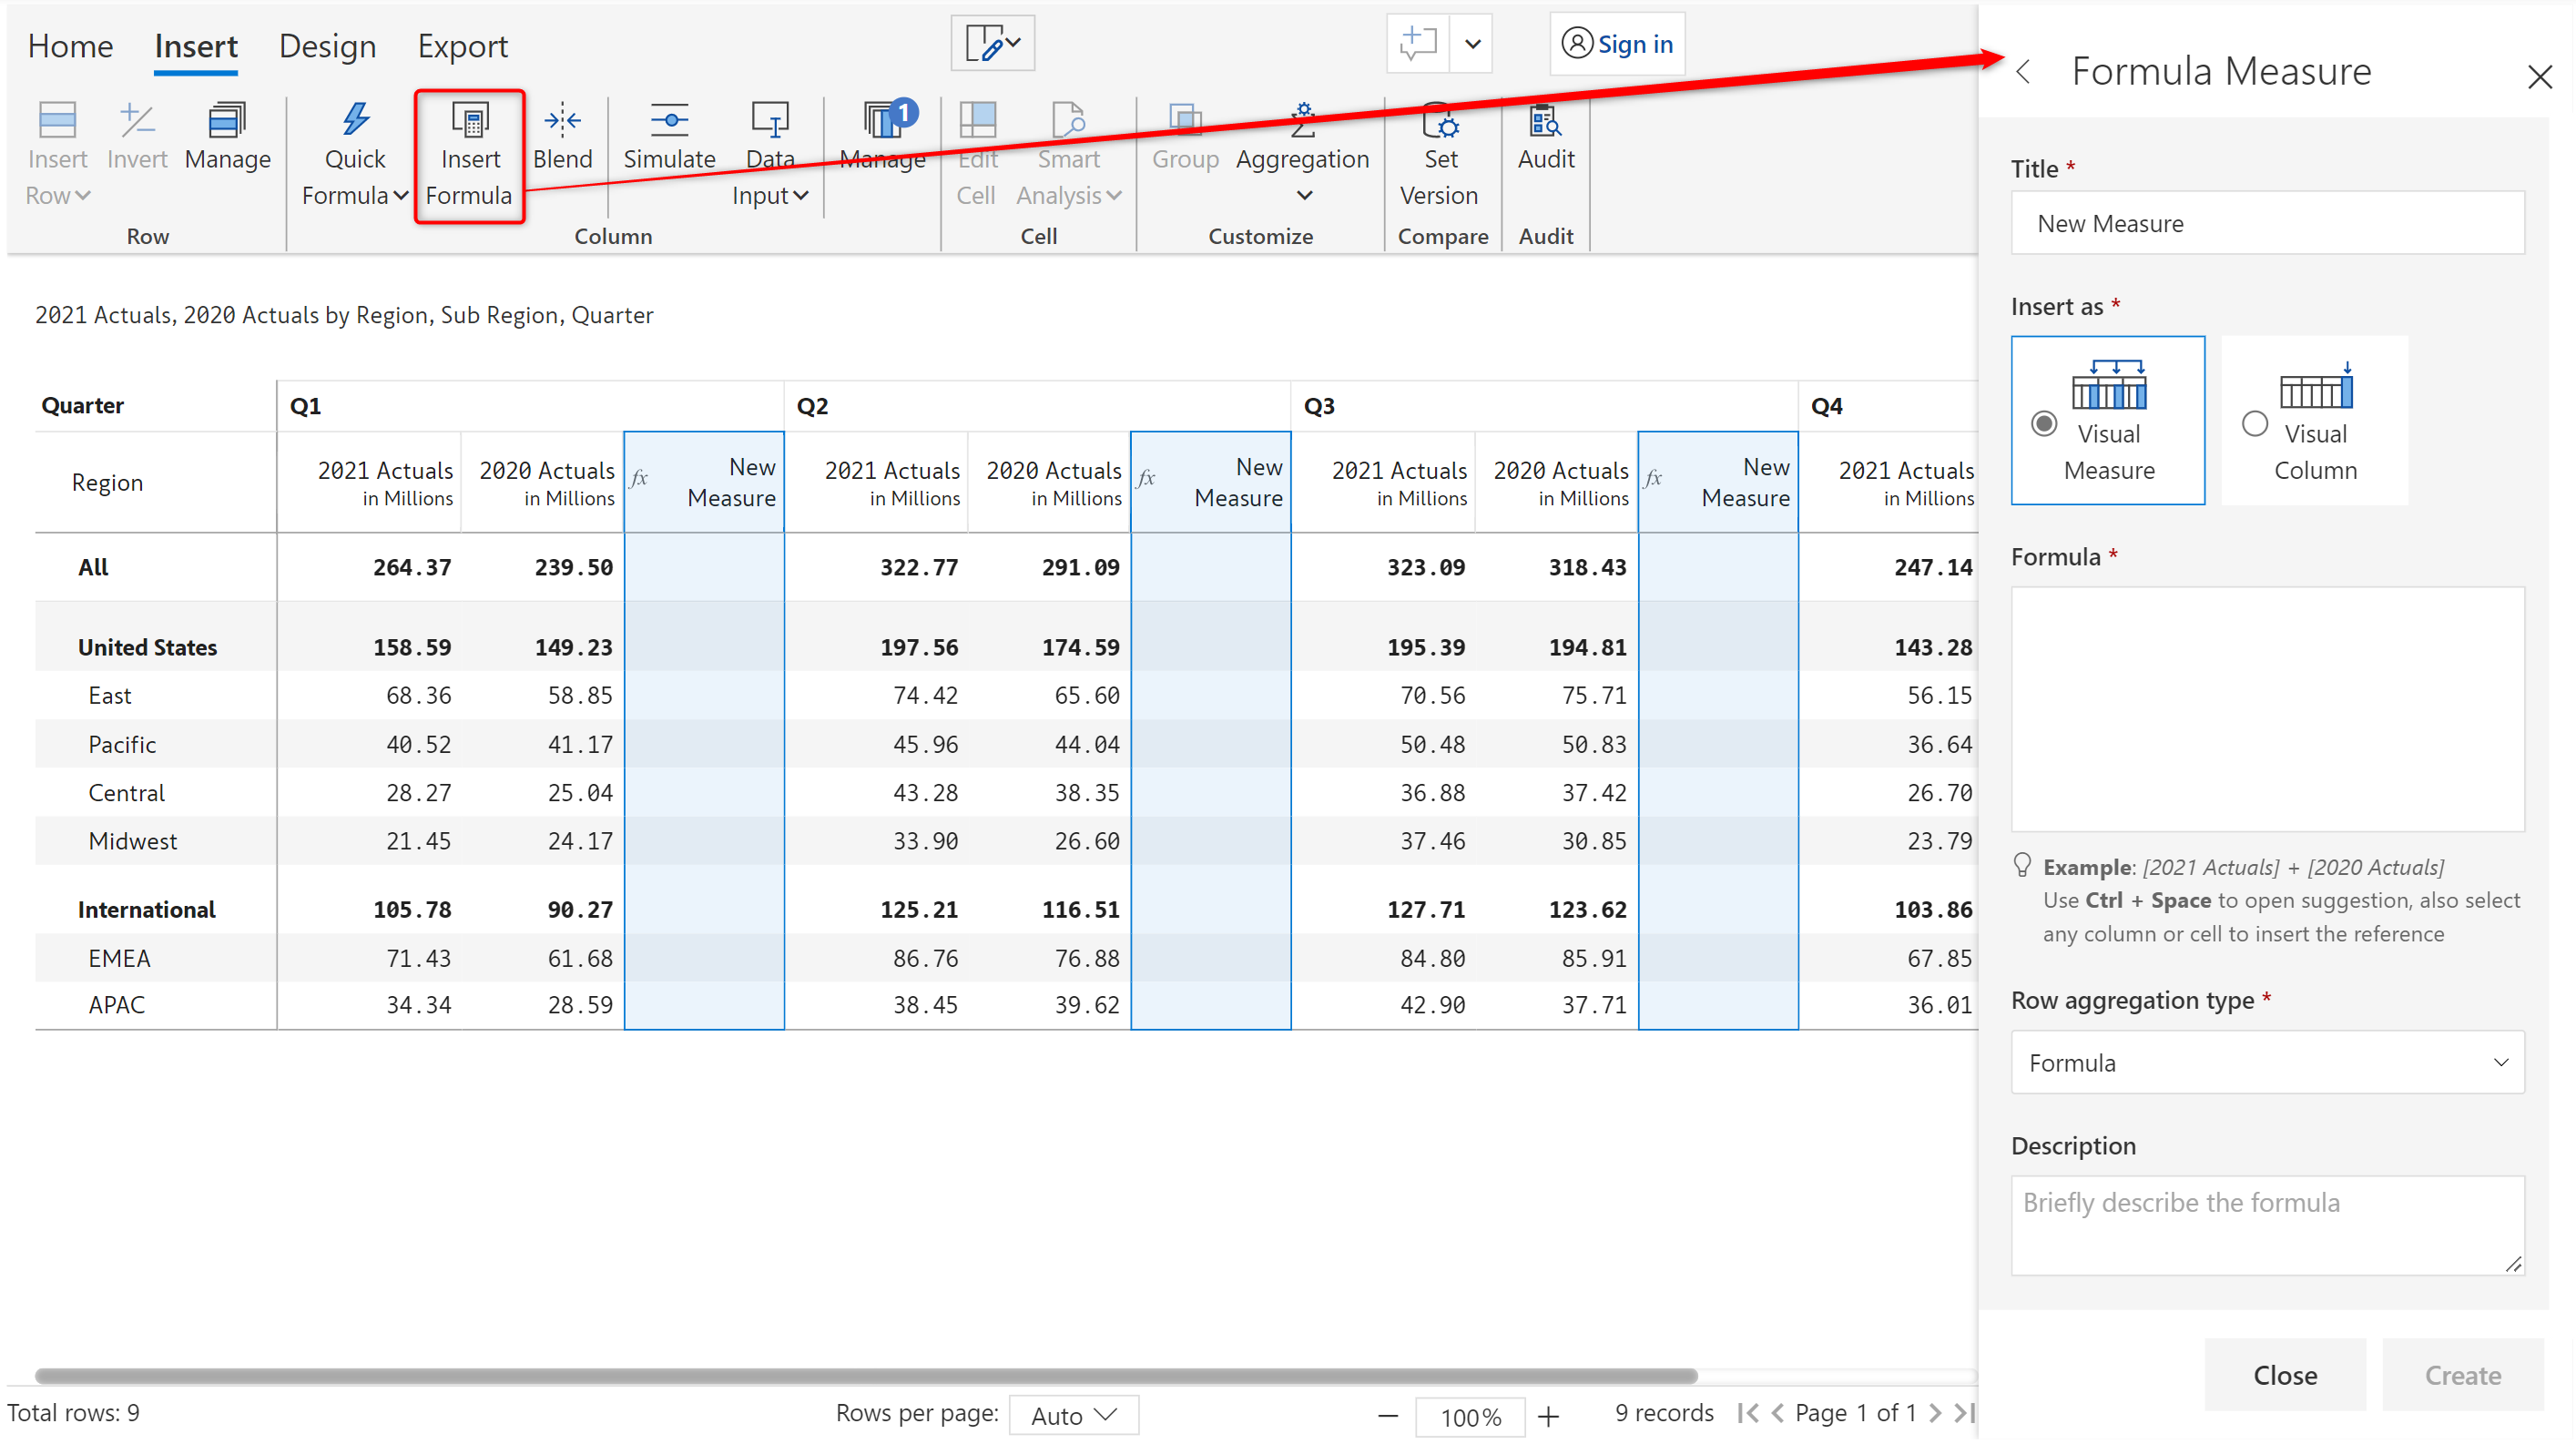 Home Insert Design Export
Sign in
Insert Row
Invert
Manage
Row
Quick Formula
Insert Formula
Blend
Simulate
Data Input
Manage
1
Column
Edit Cell
Smart Analysis
Cell
Group
Aggregation
Customize
Set Version
Compare
Audit
Audit
2021 Actuals, 2020 Actuals by Region, Sub Region, Quarter
Quarter Q1 Q2 Q3 Q4
Region 2021 Actuals in Millions 2020 Actuals in Millions fx New Measure 2021 Actuals in Millions 2020 Actuals in Millions fx New Measure 2021 Actuals in Millions 2020 Actuals in Millions fx New Measure 2021 Actuals in Millions
All 264.37 239.50 322.77 291.09 323.09 318.43 247.14
United States 158.59 149.23 197.56 174.59 195.39 194.81 143.28
East 68.36 58.85 74.42 65.60 70.56 75.71 56.15
Pacific 40.52 41.17 45.96 44.04 50.48 50.83 36.64
Central 28.27 25.04 43.28 38.35 36.88 37.42 26.70
Midwest 21.45 24.17 33.90 26.60 37.46 30.85 23.79
International 105.78 90.27 125.21 116.51 127.71 123.62 103.86
EMEA 71.43 61.68 86.76 76.88 84.80 85.91 67.85
APAC 34.34 28.59 38.45 39.62 42.90 37.71 36.01
Total rows: 9
Rows per page: Auto
100%
9 records
Page 1 of 1
Formula Measure
Title *
New Measure
Insert as *
Visual Measure
Visual Column
Formula *
Example: [2021 Actuals] + [2020 Actuals]
Use Ctrl + Space to open suggestion, also select
any column or cell to insert the reference
Row aggregation type *
Formula
Description
Briefly describe the formula
Close
Create